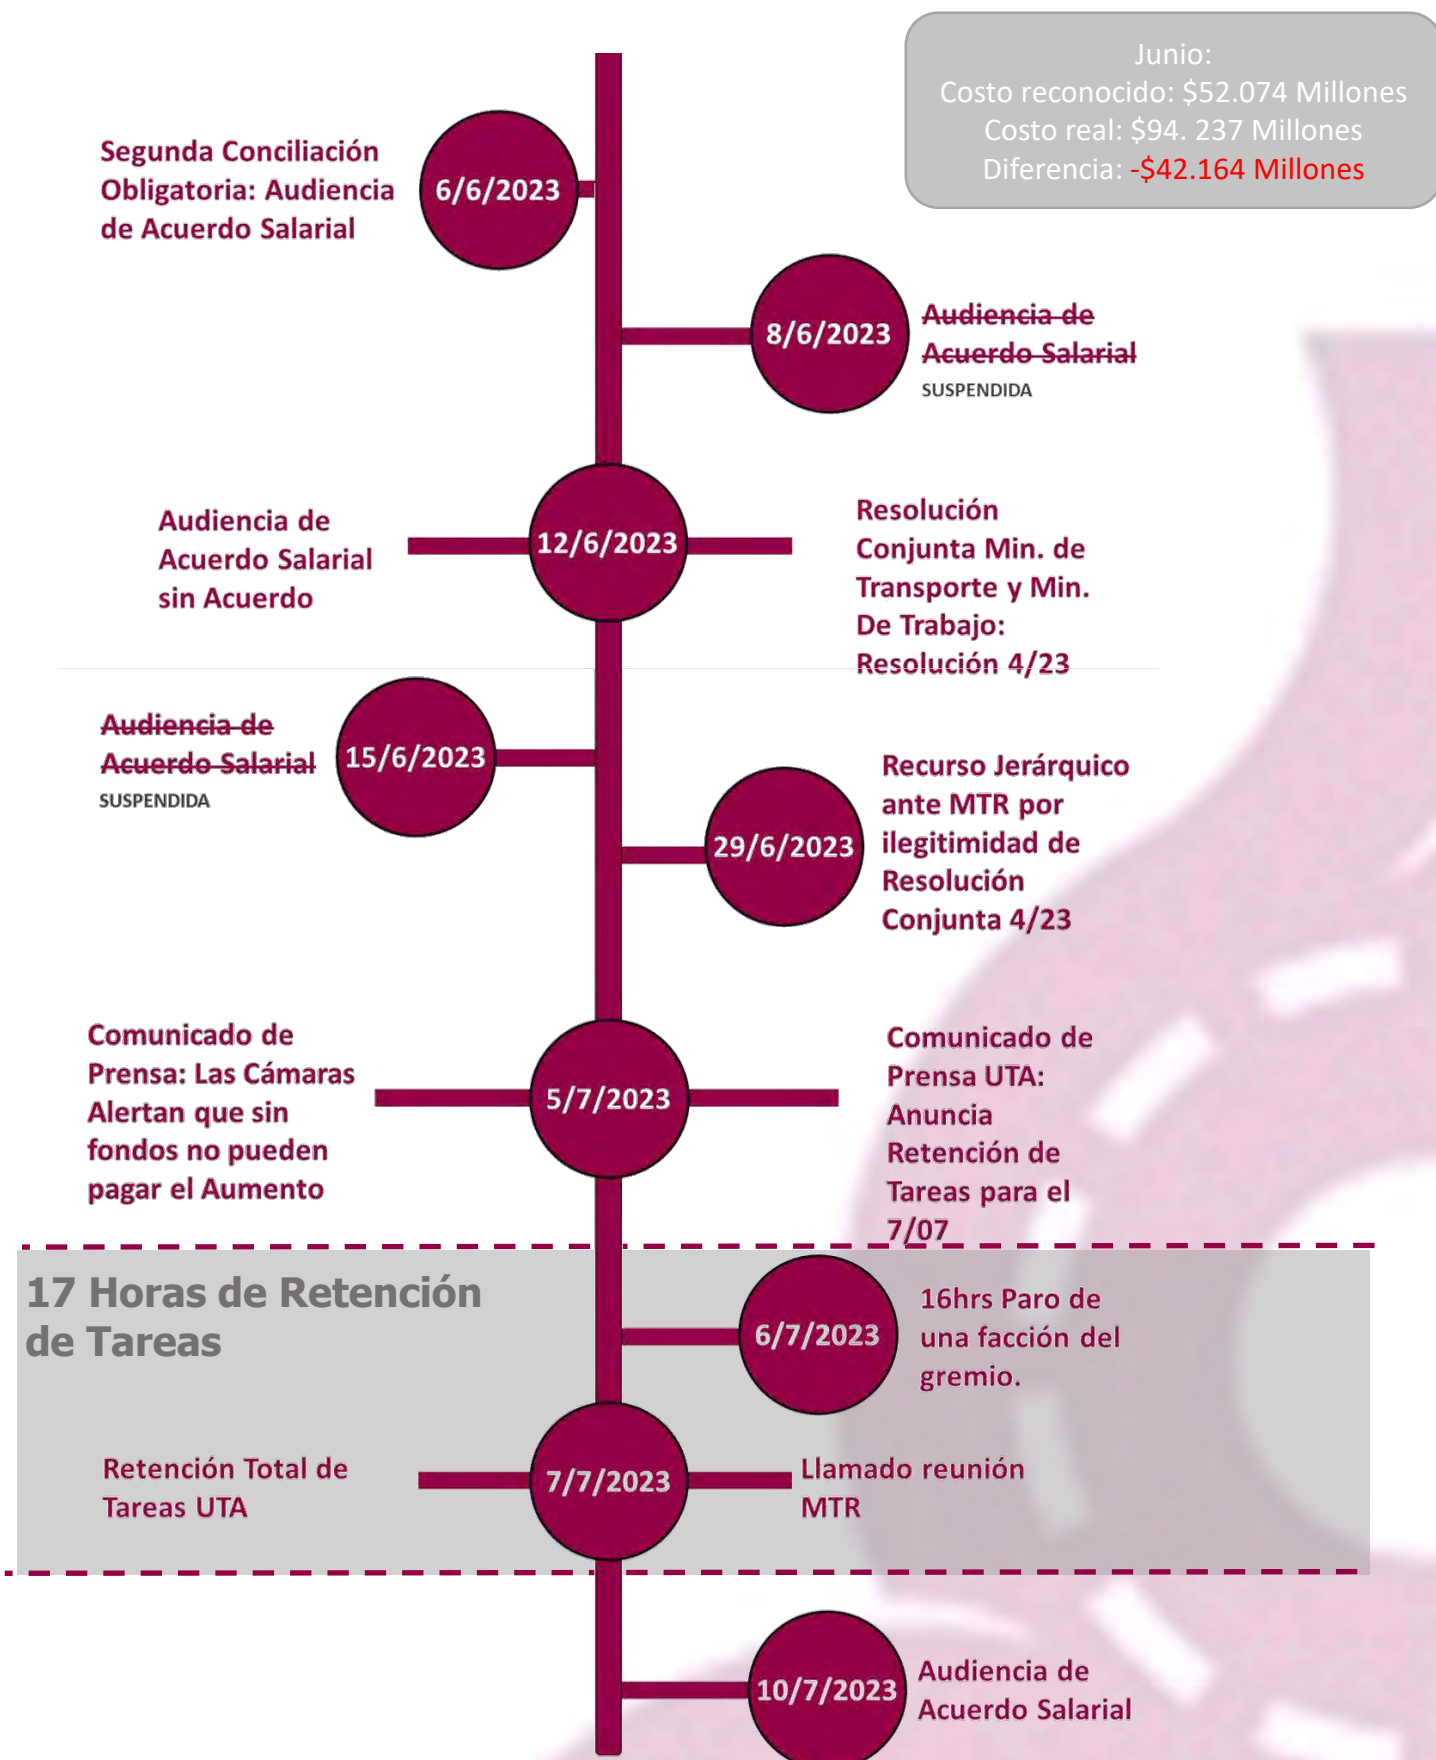 Junio:
Costo reconocido: $52.074 Millones
Costo real: $94. 237 Millones
Diferencia: -$42.164 Millones
Segunda Conciliación
Obligatoria: Audiencia
de Acuerdo Salarial
6/6/2023
8/6/2023
Audiencia de
Acuerdo Salarial
SUSPENDIDA
Audiencia de
Acuerdo Salarial
sin Acuerdo
12/6/2023
Resolución
Conjunta Min. de
Transporte y Min.
De Trabajo:
Resolución 4/23
Audiencia de
Acuerdo Salarial
SUSPENDIDA
15/6/2023
29/6/2023
Recurso Jerárquico
ante MTR por
ilegitimidad de
Resolución
Conjunta 4/23
Comunicado de
Prensa: Las Cámaras
Alertan que sin
fondos no pueden
pagar el Aumento
5/7/2023
Comunicado de
Prensa UTA:
Anuncia
Retención de
Tareas para el
7/07
17 Horas de Retención
de Tareas
6/7/2023
16hrs Paro de
una facción del
gremio.
Retención Total de
Tareas UTA
7/7/2023
Llamado reunión
MTR
10/7/2023
Audiencia de
Acuerdo Salarial